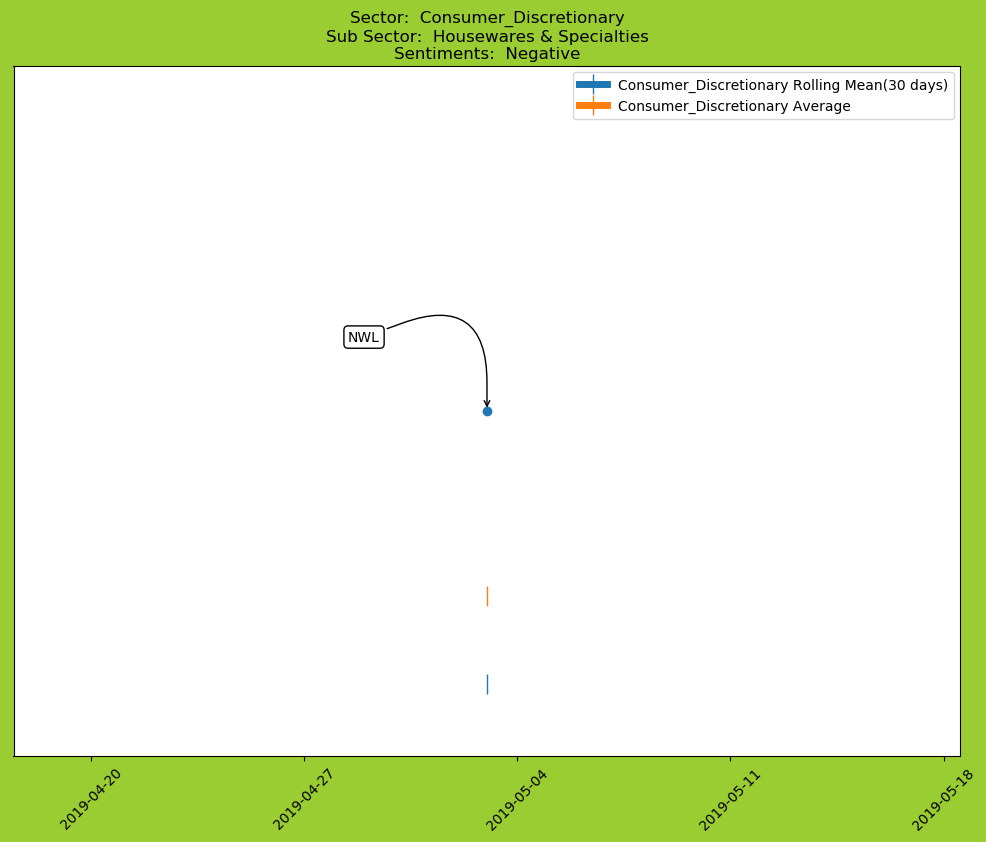 Sector:  Consumer_Discretionary
Sub Sector:  Housewares & Specialties
Sentiments:  Negative
Consumer_Discretionary Rolling Mean(30 days)
Consumer_Discretionary Average
NWL
2019-04-20
2019-04-27
2019-05-04
2019-05-11
2019-05-18